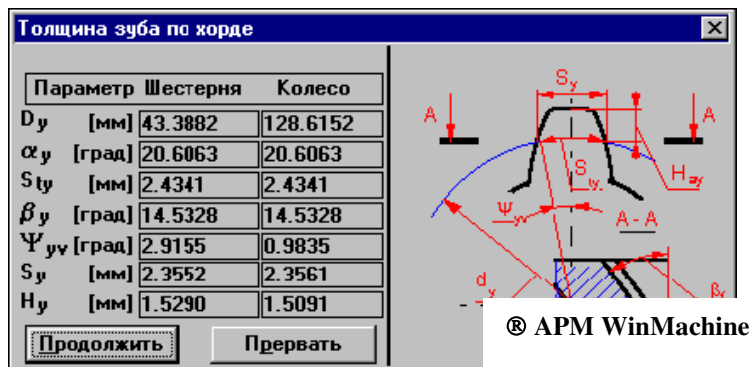 Толщина зуба по хорде
Параметр Шестерня Колесо
Dy [мм] 43.3882 128.6152
αy [град] 20.6063 20.6063
Sty [мм] 2.4341 2.4341
βy [град] 14.5328 14.5328
Ψyv [град] 2.9155 0.9835
Sy [мм] 2.3552 2.3561
Hy [мм] 1.5290 1.5091
Продолжить Прервать
Sy
A A
Sty
Hay
Ψyv
A - A
dy
® APM WinMachine